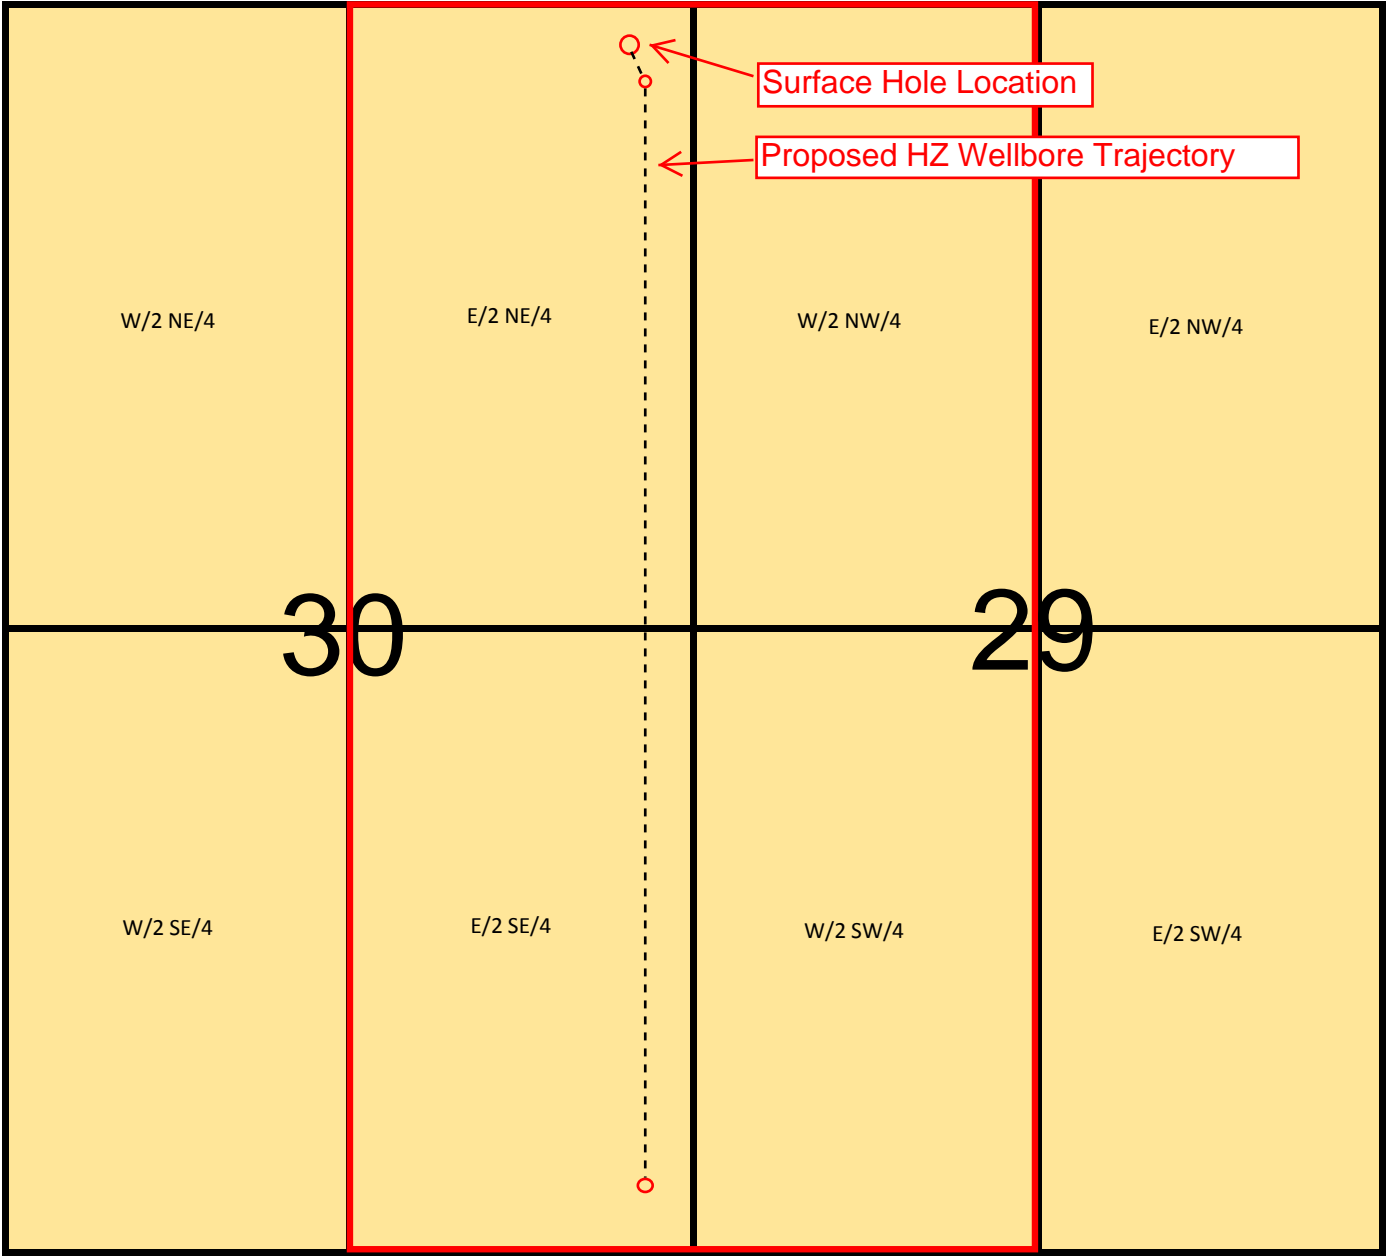 Surface Hole Location
Proposed HZ Wellbore Trajectory
W/2 NE/4
E/2 NE/4
W/2 NW/4
E/2 NW/4
30
29
W/2 SE/4
E/2 SE/4
W/2 SW/4
E/2 SW/4